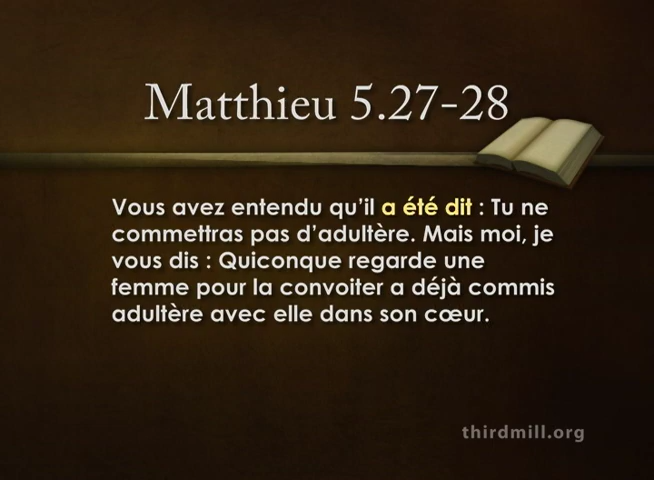 Matthieu 5.27-28
Vous avez entendu qu’il a été dit : Tu ne
commettras pas d’adultère. Mais moi, je
vous dis : Quiconque regarde une
femme pour la convoiter a déjà commis
adultère avec elle dans son cœur.
thirdmill.org